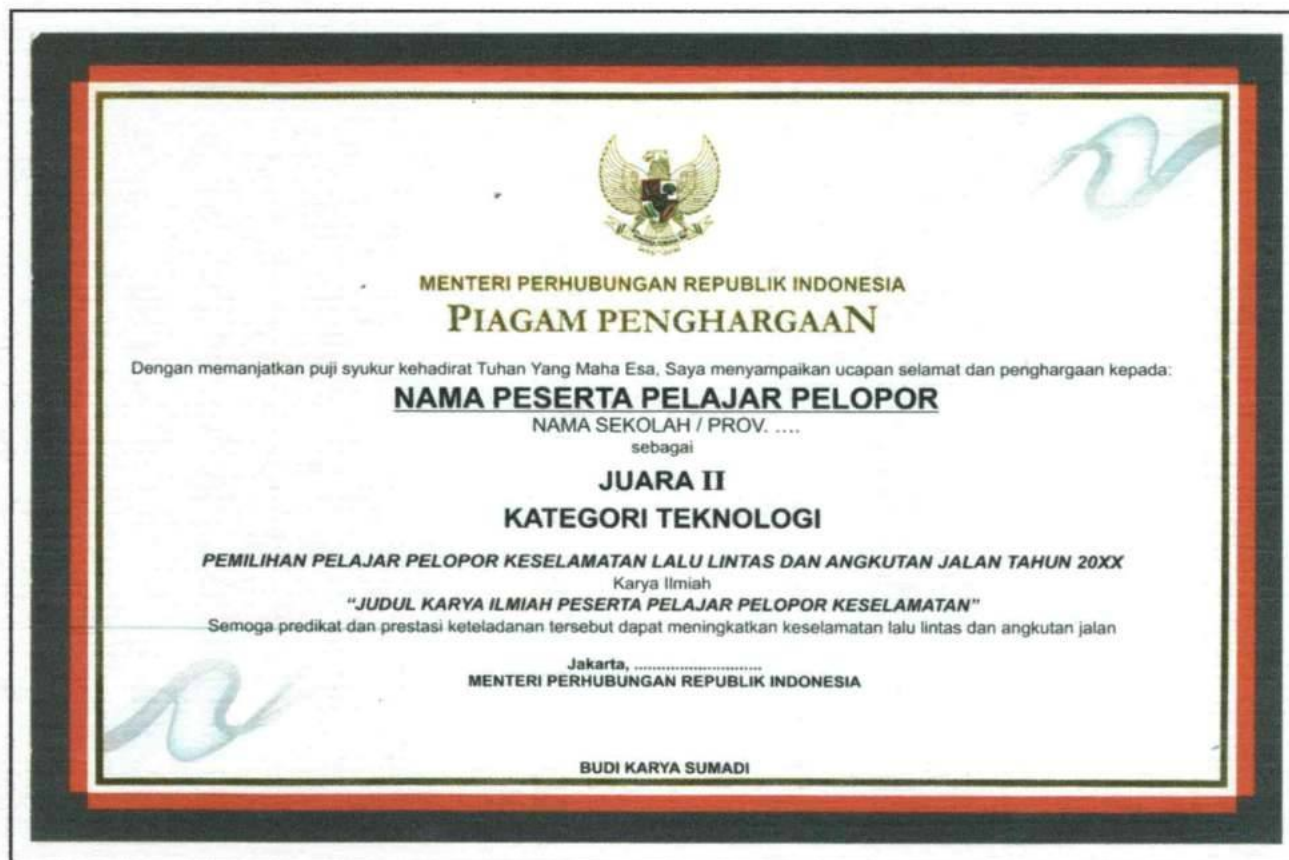 MENTERI PERHUBUNGAN REPUBLIK INDONESIA
PIAGAM PENGHARGAAN
Dengan memanjatkan puji syukur kehadirat Tuhan Yang Maha Esa, Saya menyampaikan ucapan selamat dan penghargaan kepada:
NAMA PESERTA PELAJAR PELOPOR
NAMA SEKOLAH / PROV. ....
sebagai
JUARA II
KATEGORI TEKNOLOGI
PEMILIHAN PELAJAR PELOPOR KESELAMATAN LALU LINTAS DAN ANGKUTAN JALAN TAHUN 20XX
Karya Ilmiah
“JUDUL KARYA ILMIAH PESERTA PELAJAR PELOPOR KESELAMATAN”
Semoga predikat dan prestasi keteladanan tersebut dapat meningkatkan keselamatan lalu lintas dan angkutan jalan
Jakarta, ............................
MENTERI PERHUBUNGAN REPUBLIK INDONESIA
BUDI KARYA SUMADI